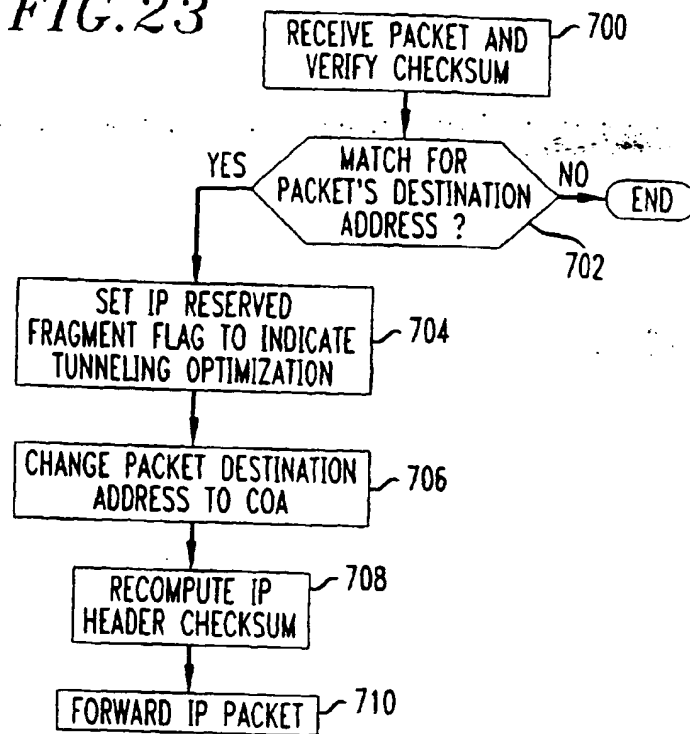 FIG. 23
RECEIVE PACKET AND
VERIFY CHECKSUM
700
YES
MATCH FOR
PACKET'S DESTINATION
ADDRESS ?
NO
END
702
SET IP RESERVED
FRAGMENT FLAG TO INDICATE
TUNNELING OPTIMIZATION
704
CHANGE PACKET DESTINATION
ADDRESS TO COA
706
RECOMPUTE IP
HEADER CHECKSUM
708
FORWARD IP PACKET
710